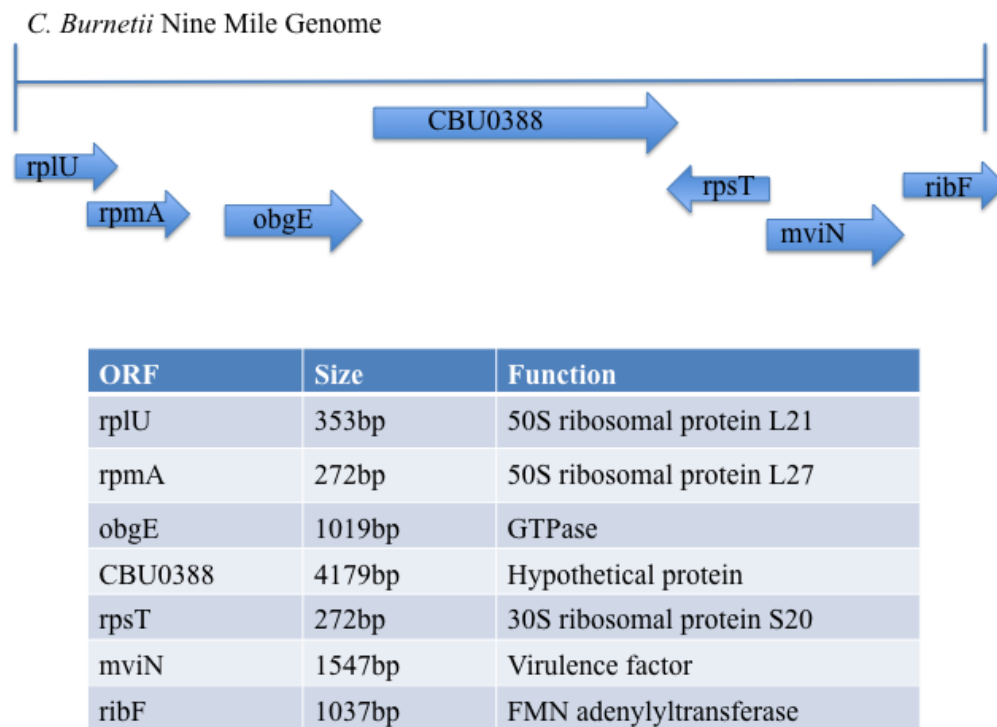 C. Burnetii Nine Mile Genome
CBU0388
rplU
rpmA
obgE
rpsT
mviN
ribF
ORF Size Function
rplU 353bp 50S ribosomal protein L21
rpmA 272bp 50S ribosomal protein L27
obgE 1019bp GTPase
CBU0388 4179bp Hypothetical protein
rpsT 272bp 30S ribosomal protein S20
mviN 1547bp Virulence factor
ribF 1037bp FMN adenylyltransferase